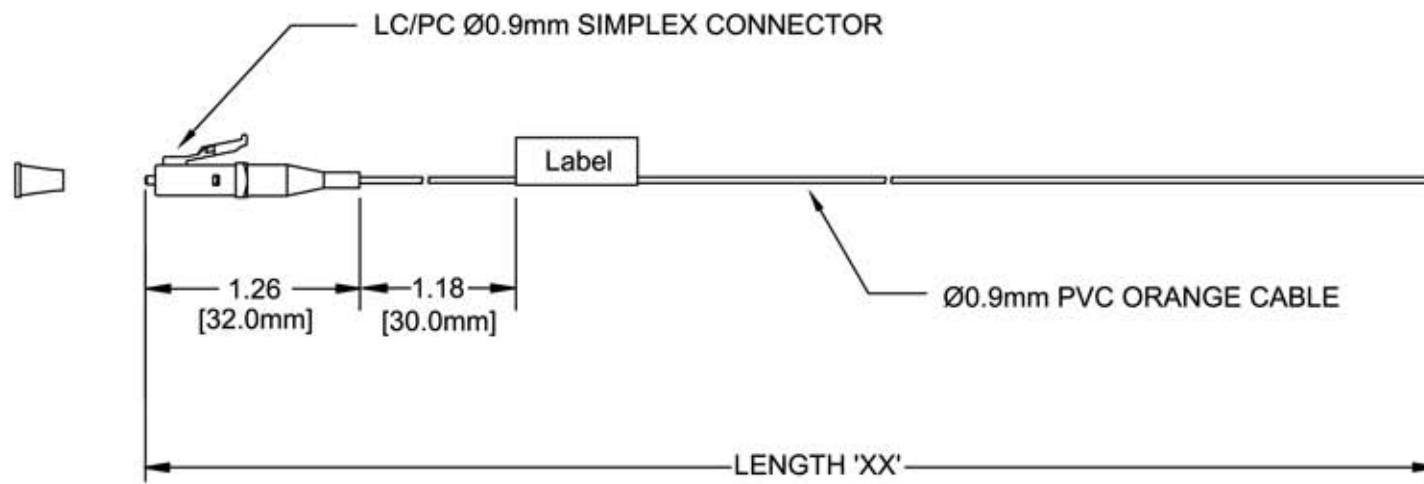 LC/PC Ø0.9mm SIMPLEX CONNECTOR
Label
1.26
[32.0mm]
1.18
[30.0mm]
Ø0.9mm PVC ORANGE CABLE
LENGTH 'XX'